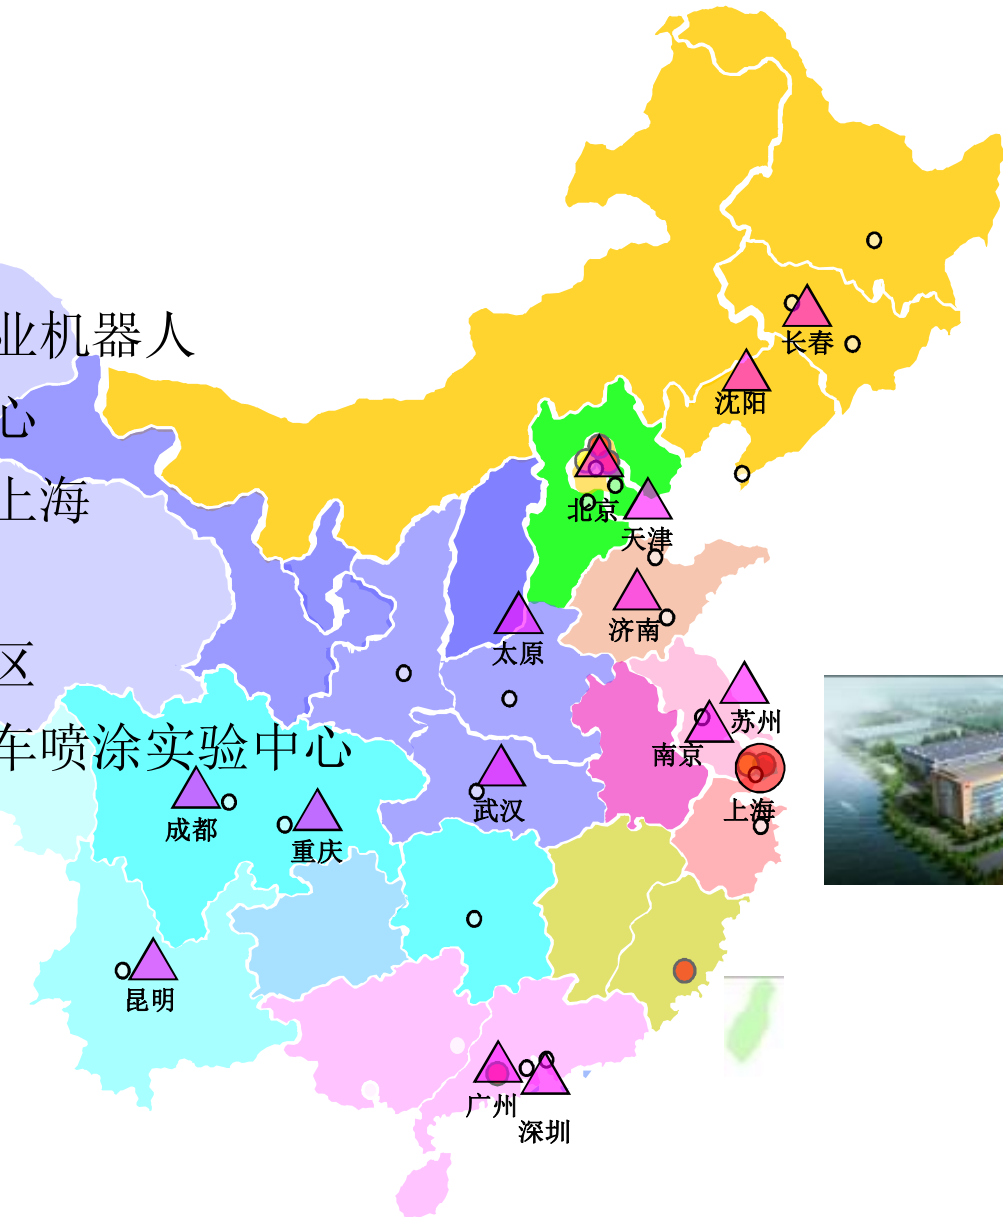 业机器人
长春
沈阳
心
上海
北京
天津
济南
区
太原
苏州
车喷涂实验中心
南京
上海
武汉
成都
重庆
昆明
广州
深圳